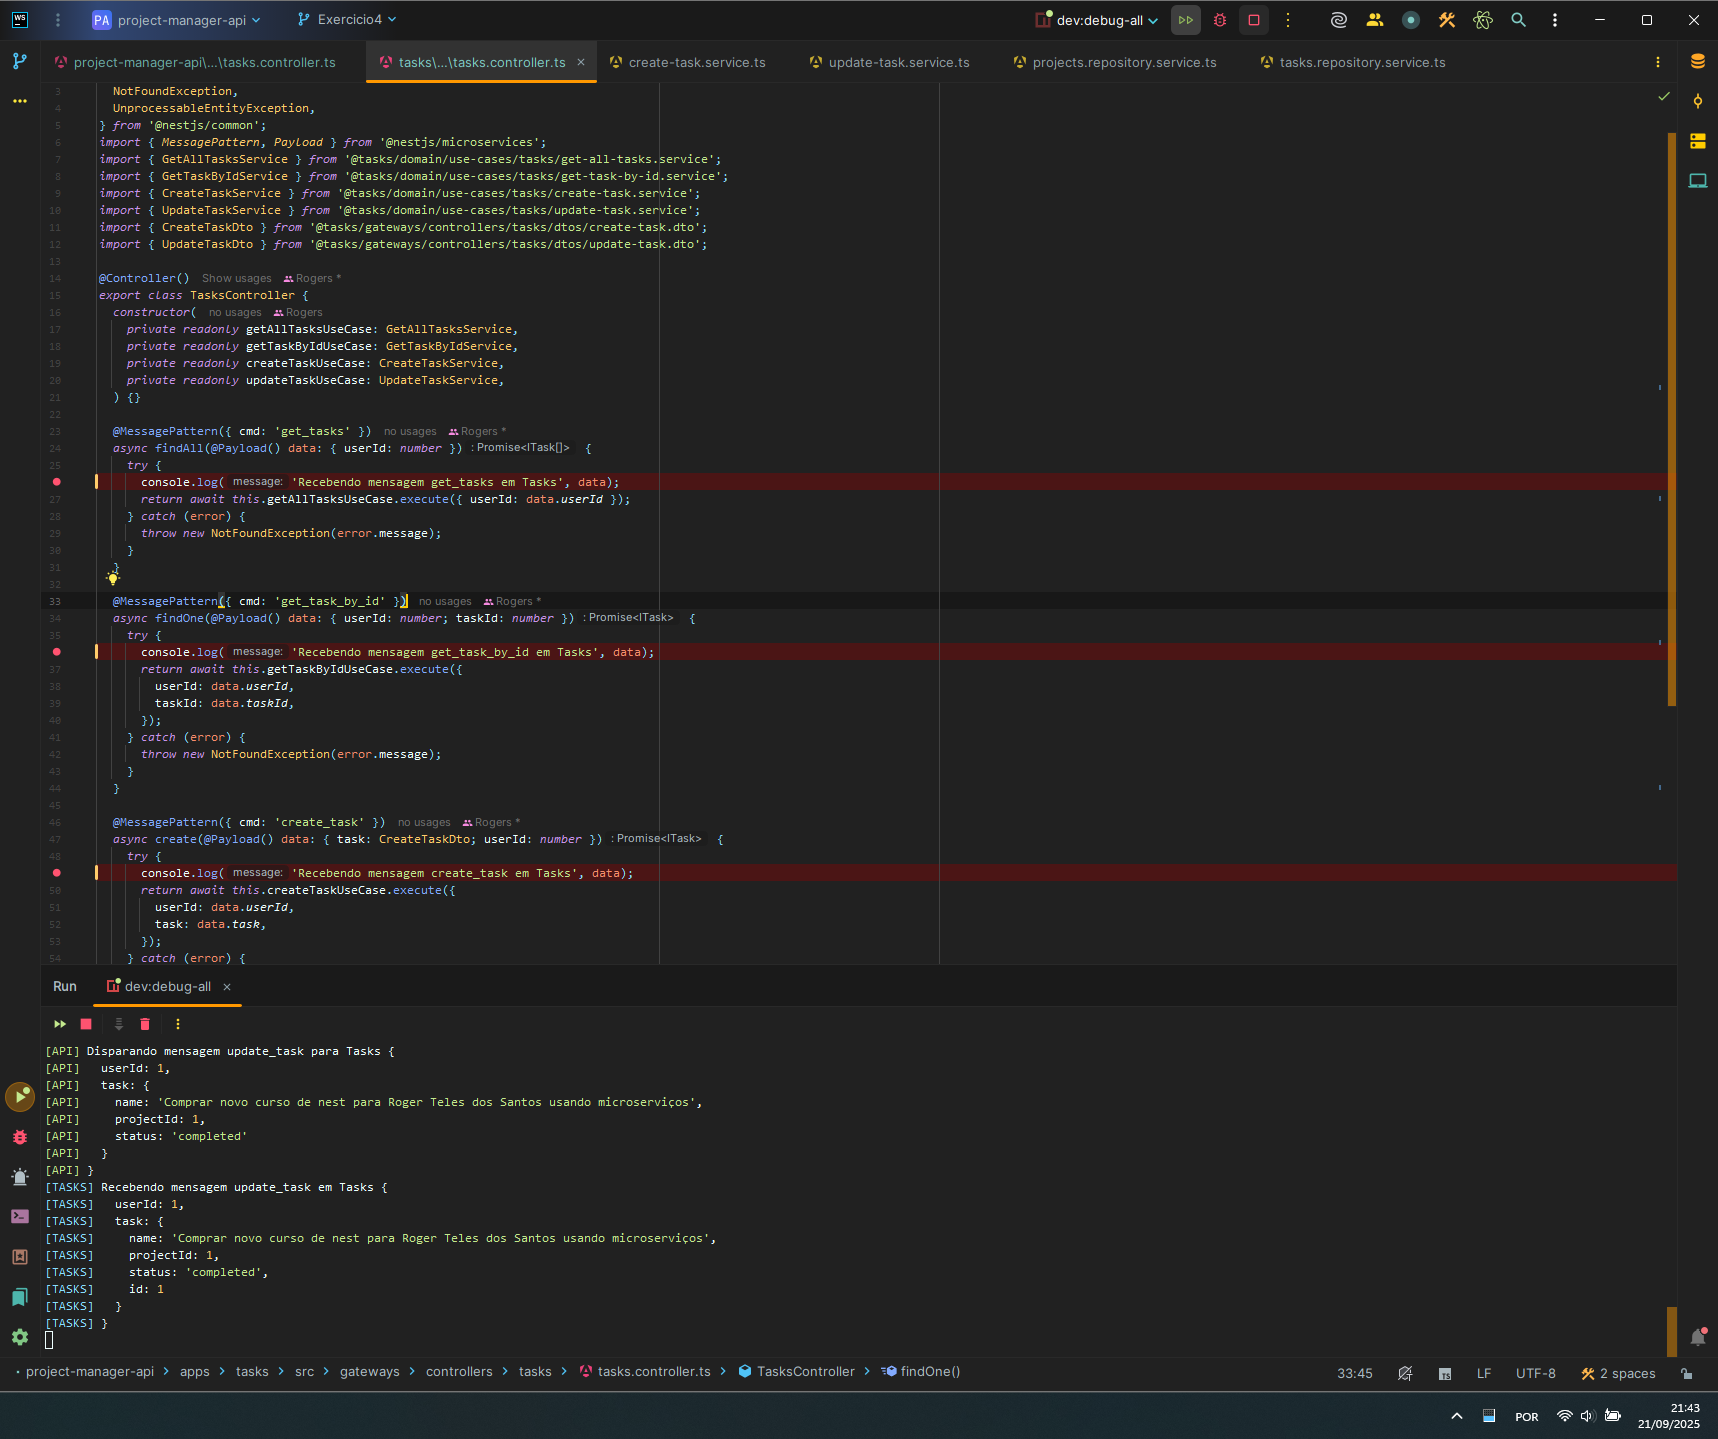 WS PA project-manager-api Exercicio4 dev:debug-all
project-manager-api\...\tasks.controller.ts tasks\...\tasks.controller.ts create-task.service.ts update-task.service.ts projects.repository.service.ts tasks.repository.service.ts
3 NotFoundException,
4 UnprocessableEntityException,
5 } from '@nestjs/common';
6 import { MessagePattern, Payload } from '@nestjs/microservices';
7 import { GetAllTasksService } from '@tasks/domain/use-cases/tasks/get-all-tasks.service';
8 import { GetTaskByIdService } from '@tasks/domain/use-cases/tasks/get-task-by-id.service';
9 import { CreateTaskService } from '@tasks/domain/use-cases/tasks/create-task.service';
10 import { UpdateTaskService } from '@tasks/domain/use-cases/tasks/update-task.service';
11 import { CreateTaskDto } from '@tasks/gateways/controllers/tasks/dtos/create-task.dto';
12 import { UpdateTaskDto } from '@tasks/gateways/controllers/tasks/dtos/update-task.dto';
13
14 @Controller() Show usages Rogers *
15 export class TasksController {
16 constructor( no usages Rogers
17 private readonly getAllTasksUseCase: GetAllTasksService,
18 private readonly getTaskByIdUseCase: GetTaskByIdService,
19 private readonly createTaskUseCase: CreateTaskService,
20 private readonly updateTaskUseCase: UpdateTaskService,
21 ) {}
22
23 @MessagePattern({ cmd: 'get_tasks' }) no usages Rogers *
24 async findAll(@Payload() data: { userId: number }) : Promise<ITask[]> {
25 try {
console.log( message: 'Recebendo mensagem get_tasks em Tasks', data);
27 return await this.getAllTasksUseCase.execute({ userId: data.userId });
28 } catch (error) {
29 throw new NotFoundException(error.message);
30 }
31 }
32
33 @MessagePattern({ cmd: 'get_task_by_id' }) no usages Rogers *
34 async findOne(@Payload() data: { userId: number; taskId: number }) : Promise<ITask> {
35 try {
console.log( message: 'Recebendo mensagem get_task_by_id em Tasks', data);
37 return await this.getTaskByIdUseCase.execute({
38 userId: data.userId,
39 taskId: data.taskId,
40 });
41 } catch (error) {
42 throw new NotFoundException(error.message);
43 }
44 }
45
46 @MessagePattern({ cmd: 'create_task' }) no usages Rogers *
47 async create(@Payload() data: { task: CreateTaskDto; userId: number }) : Promise<ITask> {
48 try {
console.log( message: 'Recebendo mensagem create_task em Tasks', data);
50 return await this.createTaskUseCase.execute({
51 userId: data.userId,
52 task: data.task,
53 });
54 } catch (error) {
Run dev:debug-all
[API] Disparando mensagem update_task para Tasks {
[API] userId: 1,
[API] task: {
[API] name: 'Comprar novo curso de nest para Roger Teles dos Santos usando microserviços',
[API] projectId: 1,
[API] status: 'completed'
[API] }
[API] }
[TASKS] Recebendo mensagem update_task em Tasks {
[TASKS] userId: 1,
[TASKS] task: {
[TASKS] name: 'Comprar novo curso de nest para Roger Teles dos Santos usando microserviços',
[TASKS] projectId: 1,
[TASKS] status: 'completed',
[TASKS] id: 1
[TASKS] }
[TASKS] }
project-manager-api > apps > tasks > src > gateways > controllers > tasks > tasks.controller.ts > TasksController > findOne() 33:45 LF UTF-8 2 spaces
POR 21:43
21/09/2025